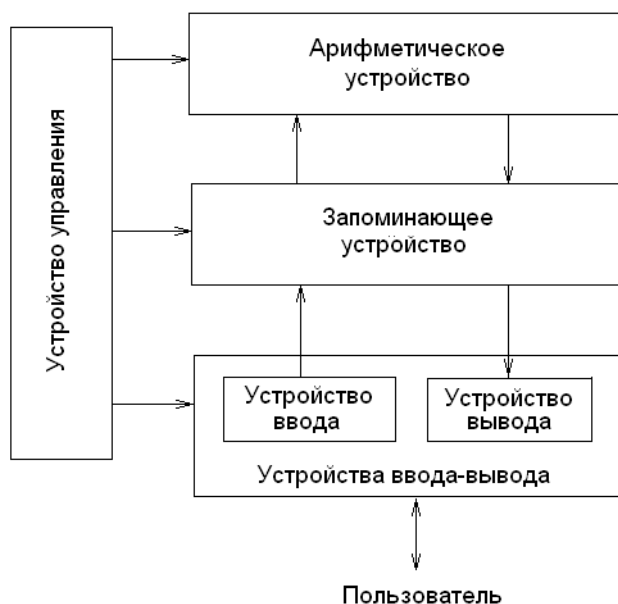 Устройство управления
Арифметическое
устройство
Запоминающее
устройство
Устройство
ввода
Устройство
вывода
Устройства ввода-вывода
Пользователь